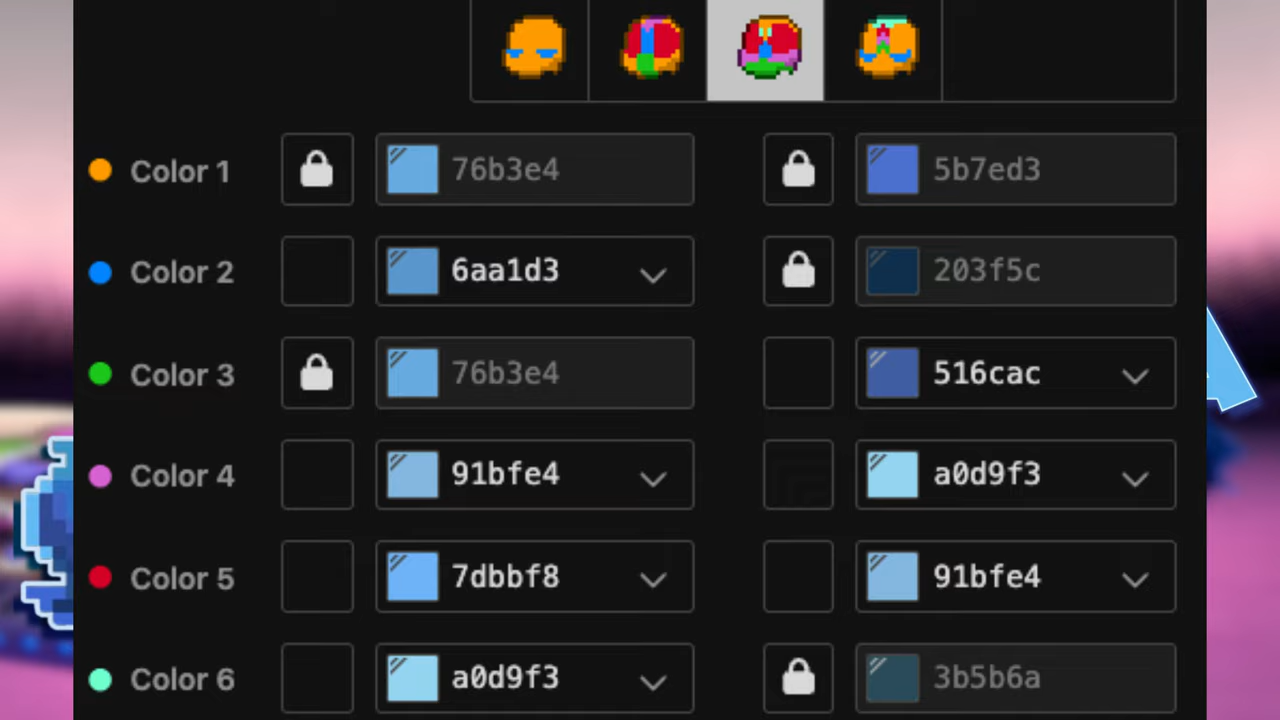 Color 1 76b3e4 5b7ed3
Color 2 6aa1d3 203f5c
Color 3 76b3e4 516cac
Color 4 91bfe4 a0d9f3
Color 5 7dbbf8 91bfe4
Color 6 a0d9f3 3b5b6a